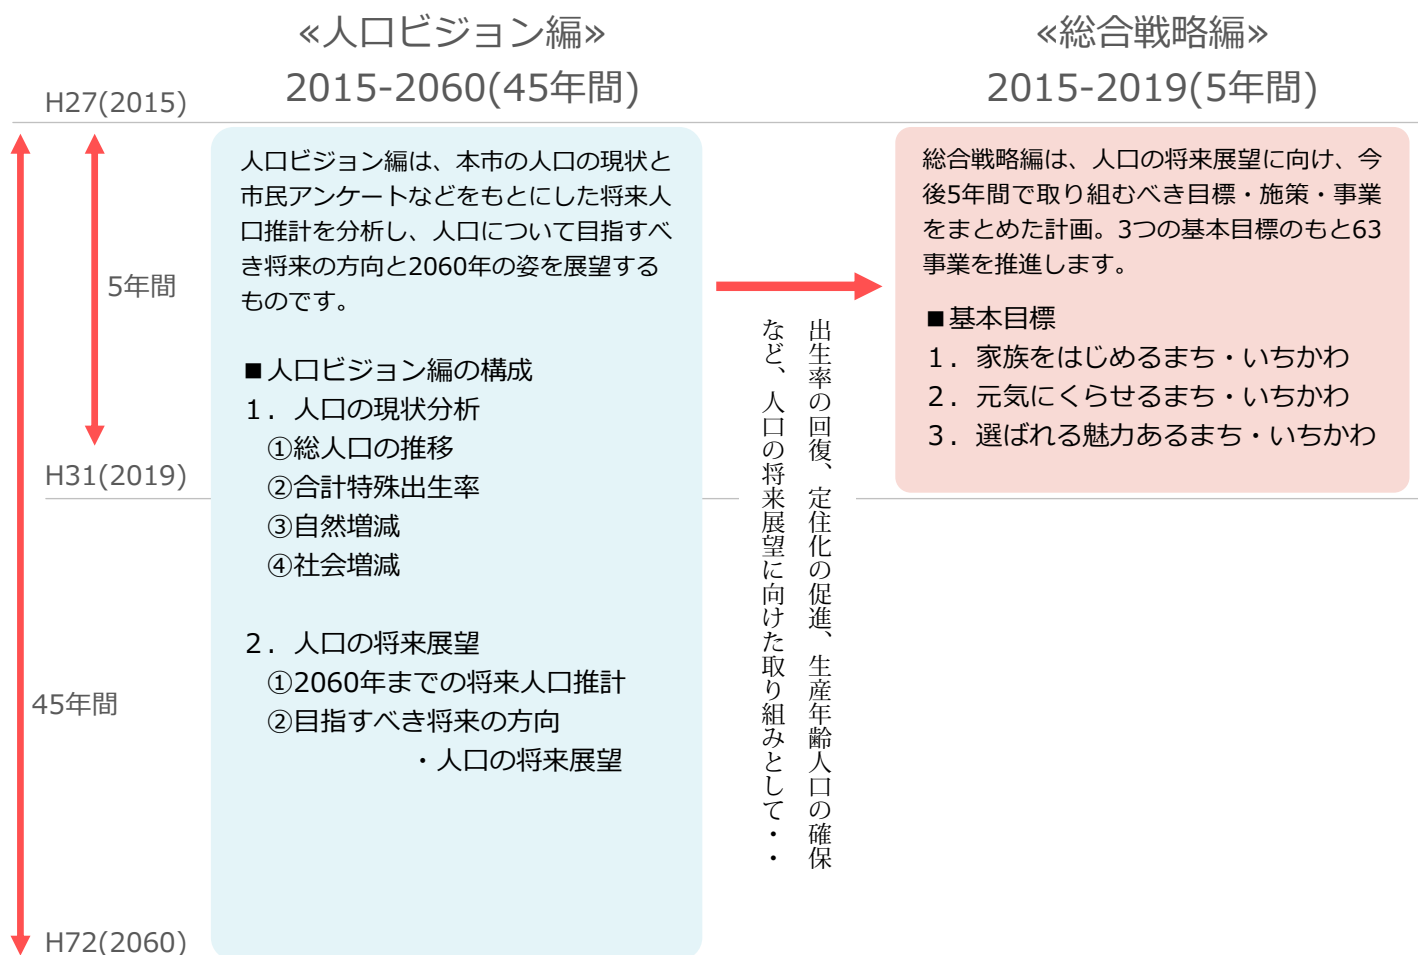 ≪人口ビジョン編≫
2015-2060(45年間)
≪総合戦略編≫
2015-2019(5年間)
H27(2015)
5年間
H31(2019)
45年間
H72(2060)
人口ビジョン編は、本市の人口の現状と
市民アンケートなどをもとにした将来人
口推計を分析し、人口について目指すべ
き将来の方向と2060年の姿を展望する
ものです。
■人口ビジョン編の構成
１．人口の現状分析
①総人口の推移
②合計特殊出生率
③自然増減
④社会増減
２．人口の将来展望
①2060年までの将来人口推計
②目指すべき将来の方向
・人口の将来展望
出生率の回復、定住化の促進、生産年齢人口の確保
など、人口の将来展望に向けた取り組みとして・・
総合戦略編は、人口の将来展望に向け、今
後5年間で取り組むべき目標・施策・事業
をまとめた計画。3つの基本目標のもと63
事業を推進します。
■基本目標
１．家族をはじめるまち・いちかわ
２．元気にくらせるまち・いちかわ
３．選ばれる魅力あるまち・いちかわ